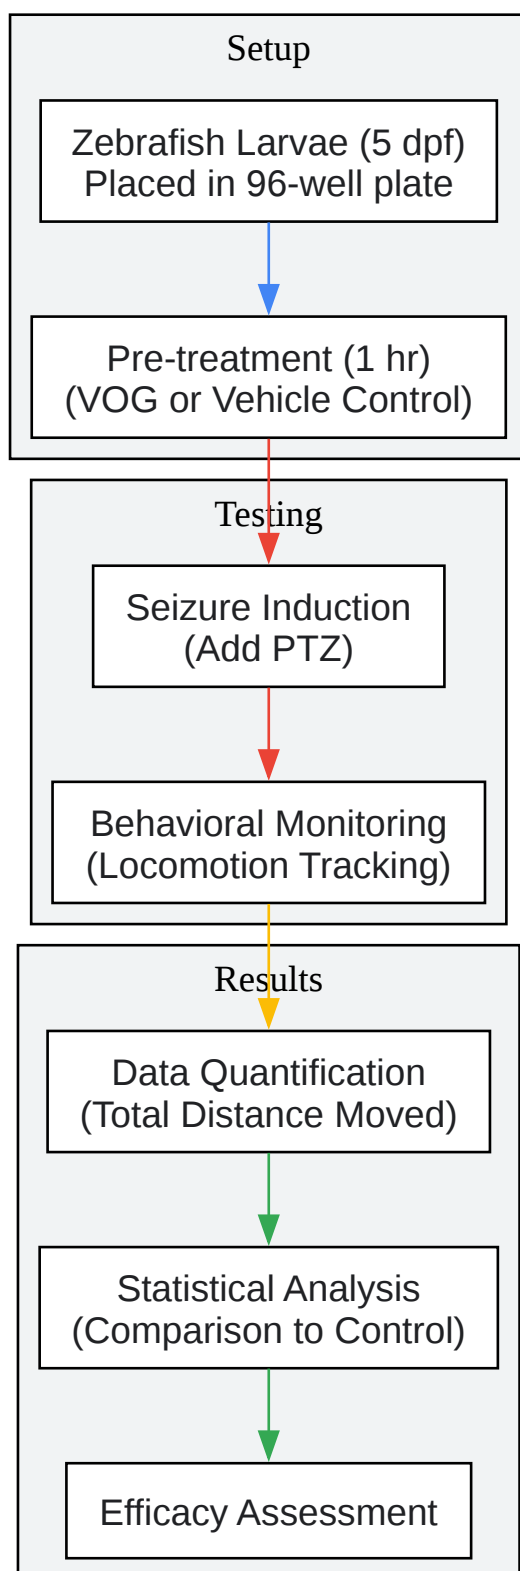 Setup
Zebrafish Larvae (5 dpf)
Placed in 96-well plate
Pre-treatment (1 hr)
(VOG or Vehicle Control)
Testing
Seizure Induction
(Add PTZ)
Behavioral Monitoring
(Locomotion Tracking)
Results
Data Quantification
(Total Distance Moved)
Statistical Analysis
(Comparison to Control)
Efficacy Assessment